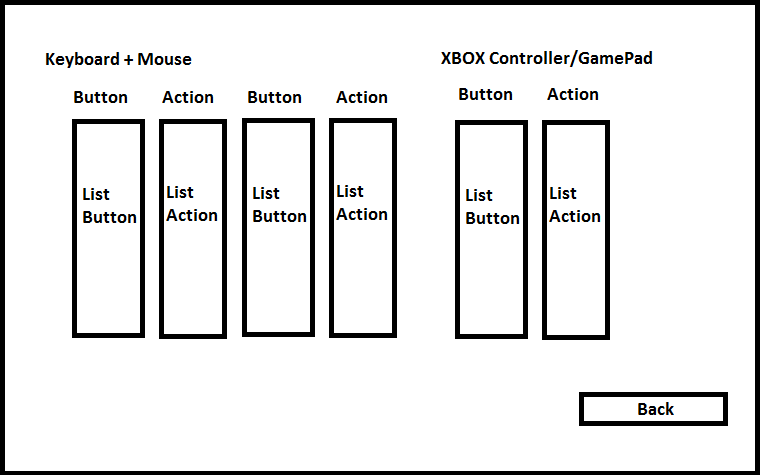 Keyboard + Mouse
XBOX Controller/GamePad
Button
Action
Button
Action
Button
Action
List
Button
List
Action
List
Button
List
Action
List
Button
List
Action
Back